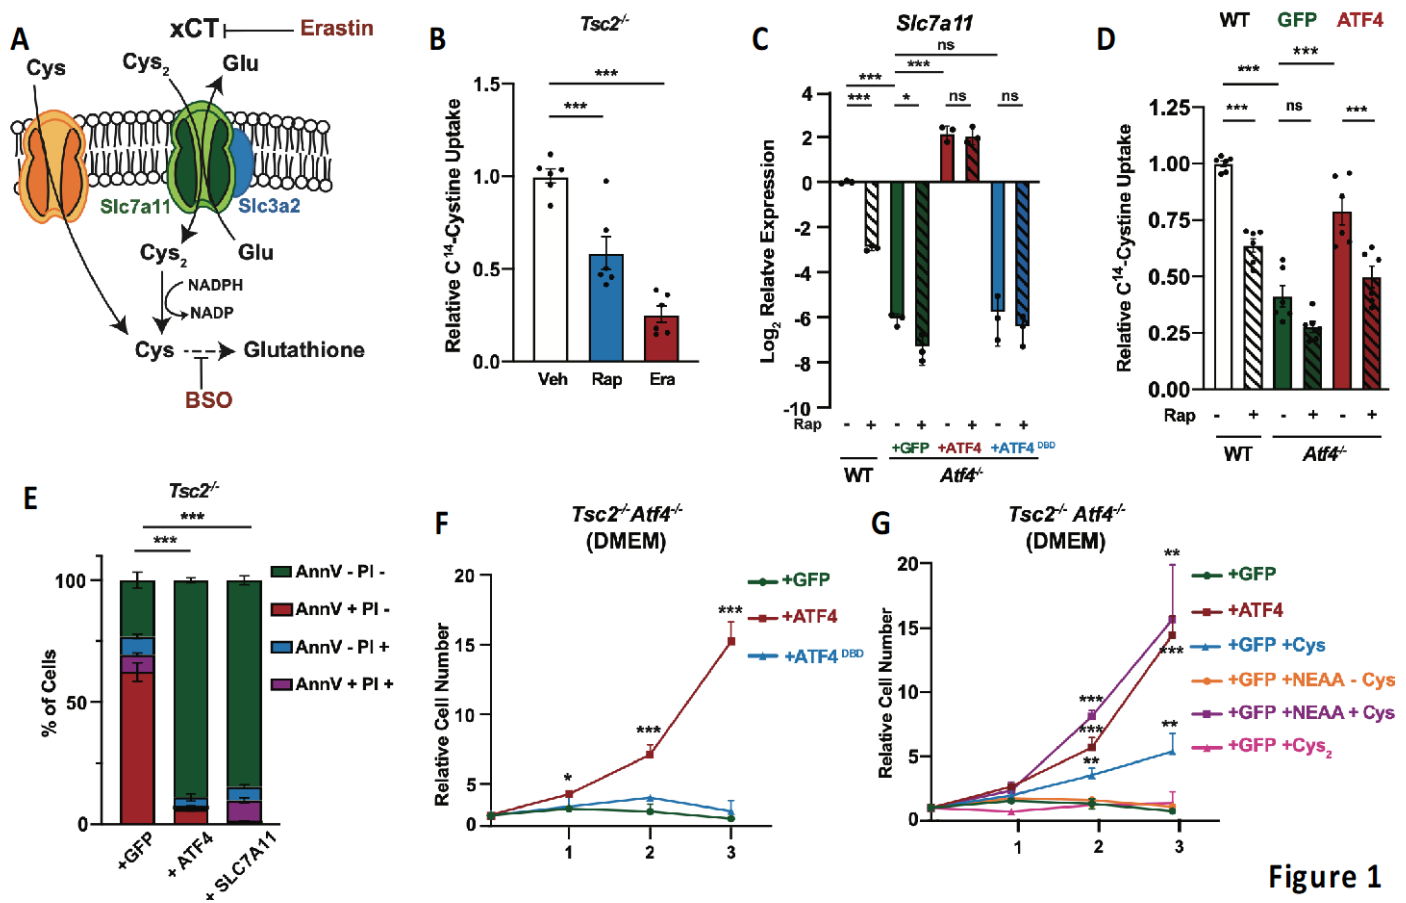 A
xCT
Erastin
Cys
Cys2
Glu
Slc7a11
Slc3a2
Cys2
Glu
NADPH
NADP
Cys
Glutathione
BSO
B
Tsc2-/-
***
***
Relative C14-Cystine Uptake
1.5
1.0
0.5
0.0
Veh Rap Era
C
Slc7a11
ns
***
***
*** * ns ns
Log2 Relatve Expression
4
2
0
-2
-4
-6
-8
-10
Rap - + - + - + - +
+GFP +ATF4 +ATF4 DBD
WT Atf4-/-
D
WT GFP ATF4
***
***
*** ns ***
Relative C14-Cystine Uptake
1.25
1.00
0.75
0.50
0.25
0.00
Rap - + - + - +
WT Atf4-/-
E
Tsc2-/-
***
***
% of Cells
100
50
0
+GFP
+ ATF4
+ SLC7A11
AnnV - PI -
AnnV + PI -
AnnV - PI +
AnnV + PI +
F
Tsc2-/- Atf4-/-
(DMEM)
Relative Cell Number
20
15
10
5
0
*
***
***
1 2 3
+GFP
+ATF4
+ATF4 DBD
G
Tsc2-/- Atf4-/-
(DMEM)
Relative Cell Number
20
15
10
5
0
***
***
**
**
***
**
1 2 3
+GFP
+ATF4
+GFP +Cys
+GFP +NEAA - Cys
+GFP +NEAA + Cys
+GFP +Cys2
Figure 1